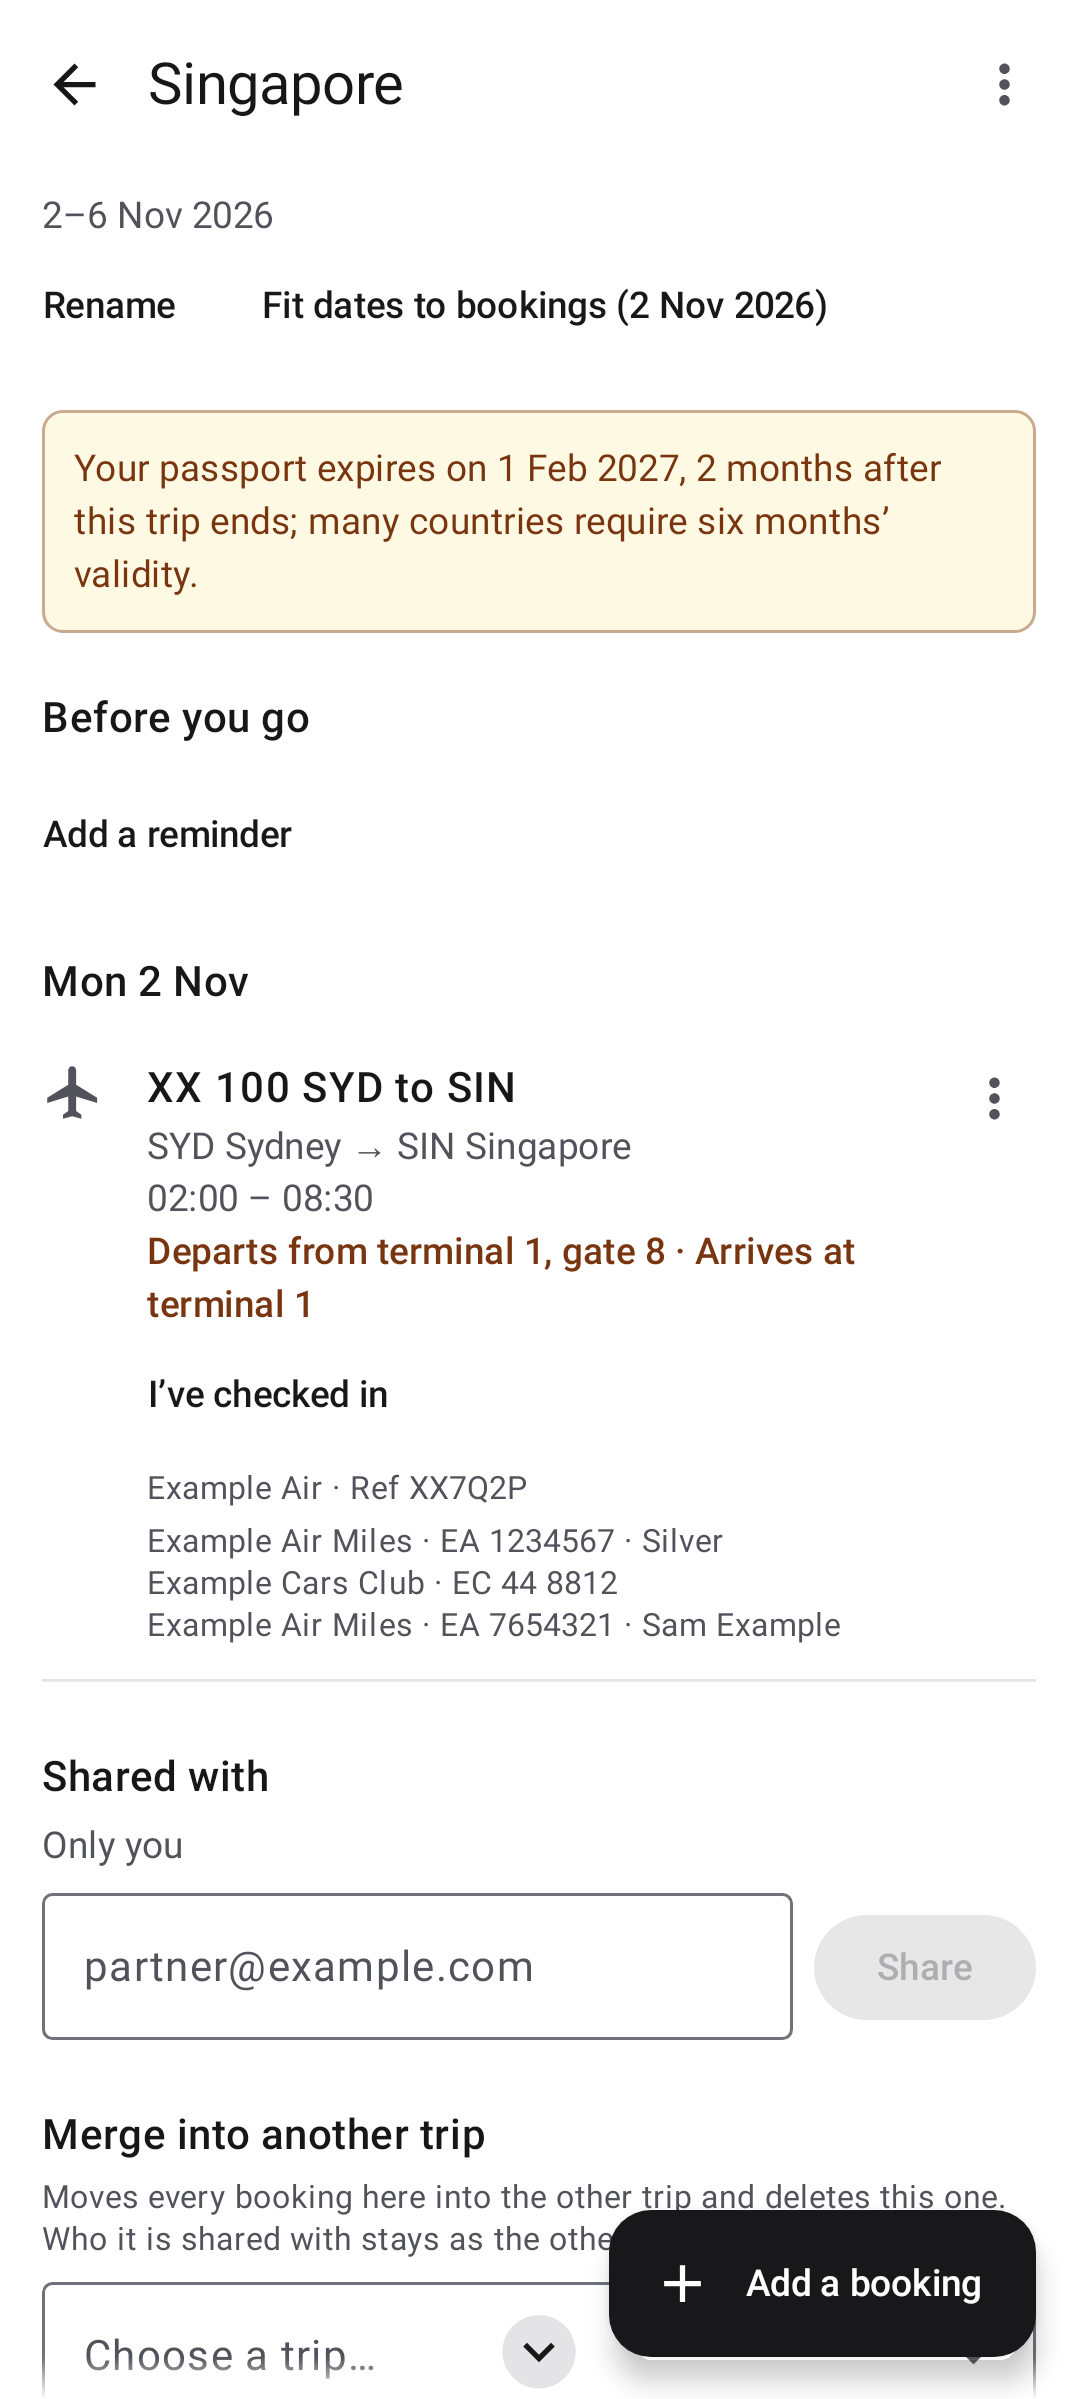 Singapore
2–6 Nov 2026
Rename Fit dates to bookings (2 Nov 2026)
Your passport expires on 1 Feb 2027, 2 months after
this trip ends; many countries require six months’
validity.
Before you go
Add a reminder
Mon 2 Nov
XX 100 SYD to SIN
SYD Sydney → SIN Singapore
02:00 – 08:30
Departs from terminal 1, gate 8 · Arrives at
terminal 1
I’ve checked in
Example Air · Ref XX7Q2P
Example Air Miles · EA 1234567 · Silver
Example Cars Club · EC 44 8812
Example Air Miles · EA 7654321 · Sam Example
Shared with
Only you
partner@example.com
Share
Merge into another trip
Moves every booking here into the other trip and deletes this one.
Who it is shared with stays as the
Add a booking
Choose a trip…